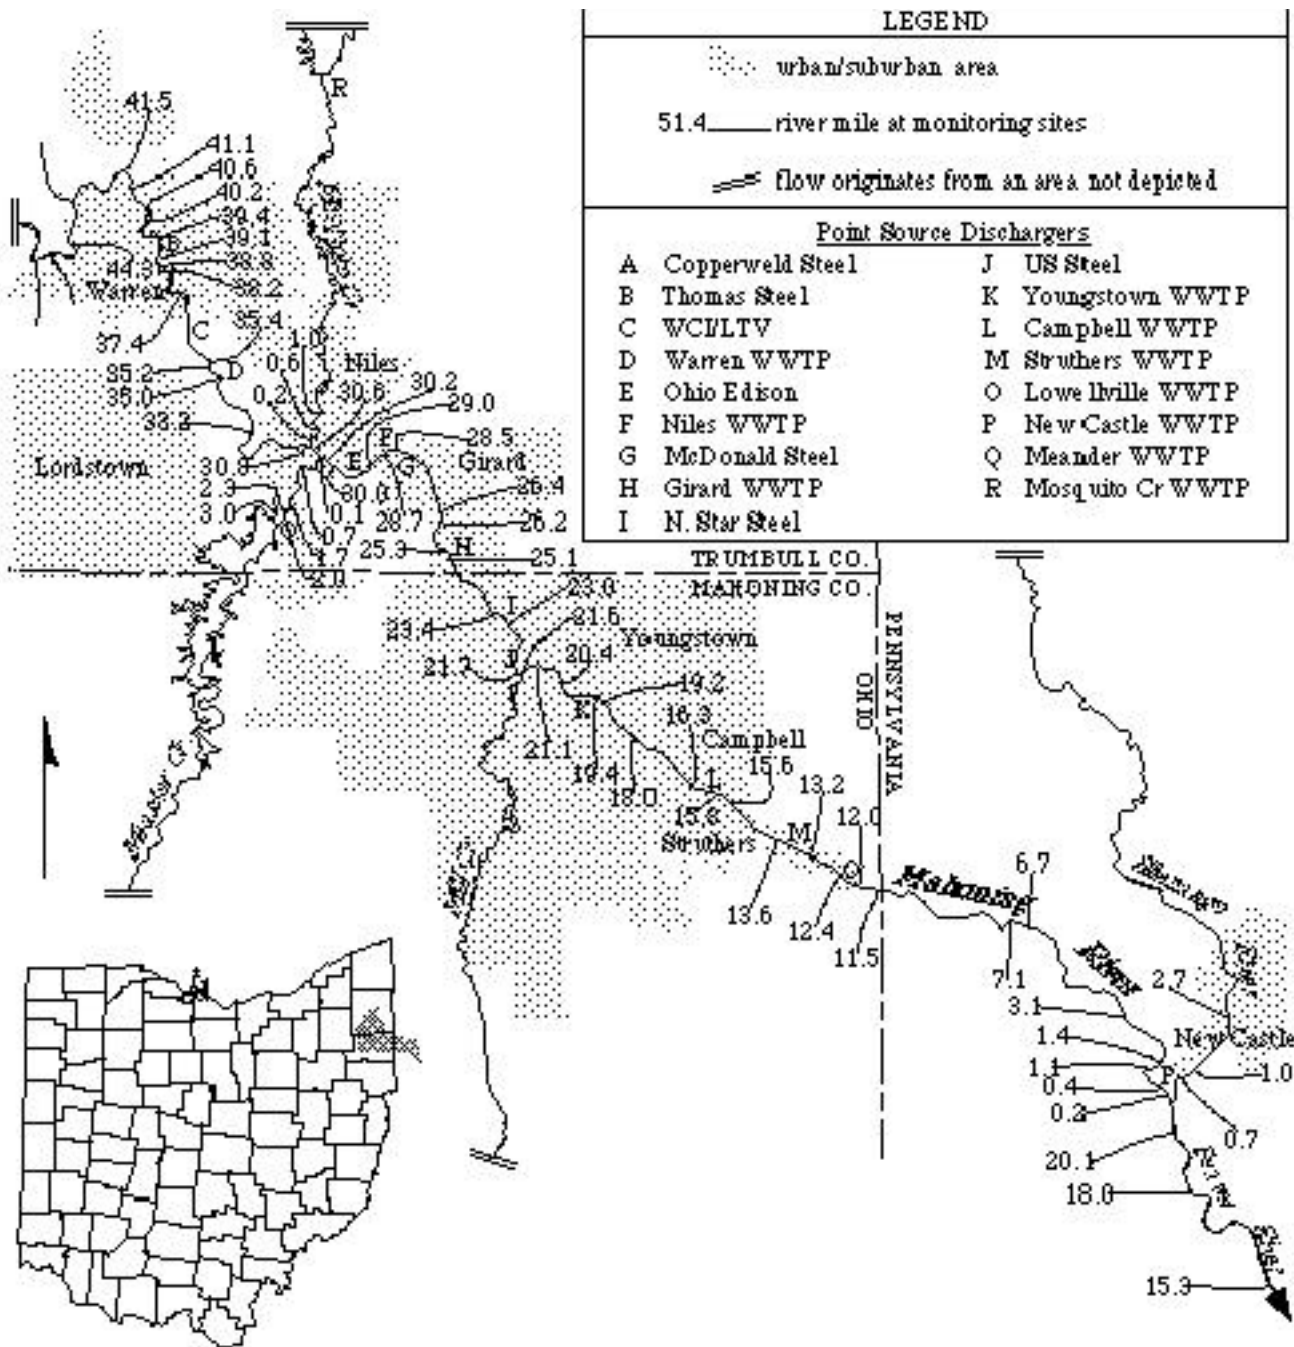 LEGEND
urban/suburban area
51.4 river mile at monitoring sites
flow originates from an area not depicted
Point Source Dischargers
A Copperweld Steel
B Thomas Steel
C WCI/LTV
D Warren WWTP
E Ohio Edison
F Niles WWTP
G McDonald Steel
H Girard WWTP
I N. Star Steel
J US Steel
K Youngstown WWTP
L Campbell WWTP
M Struthers WWTP
O Lowellville WWTP
P New Castle WWTP
Q Meander WWTP
R Mosquito Cr WWTP
R
41.5
41.1
40.6
40.2
39.4
39.1
B
38.8
44.3
38.2
Warren
C
35.4
37.4
1.0
35.2
D
0.6
Niles
30.2
35.0
0.2
30.6
29.0
33.2
F
28.5
Lordstown
30.8
E
G
Girard
2.3
30.0
26.4
3.0
0.1
28.7
26.2
0.7
25.3
H
25.1
TRUMBULL CO.
MAHONING CO.
23.0
I
23.4
21.6
Youngstown
J
20.4
OHIO
PENNSYLVANIA
19.2
K
16.3
Campbell
21.1
15.6
19.4
13.2
18.0
L
15.8
12.0
Struthers
M
O
6.7
Mahoning
River
13.6
12.4
11.5
7.1
2.7
3.1
New Castle
1.4
1.1
P
1.0
0.4
0.2
0.7
20.1
18.0
15.3